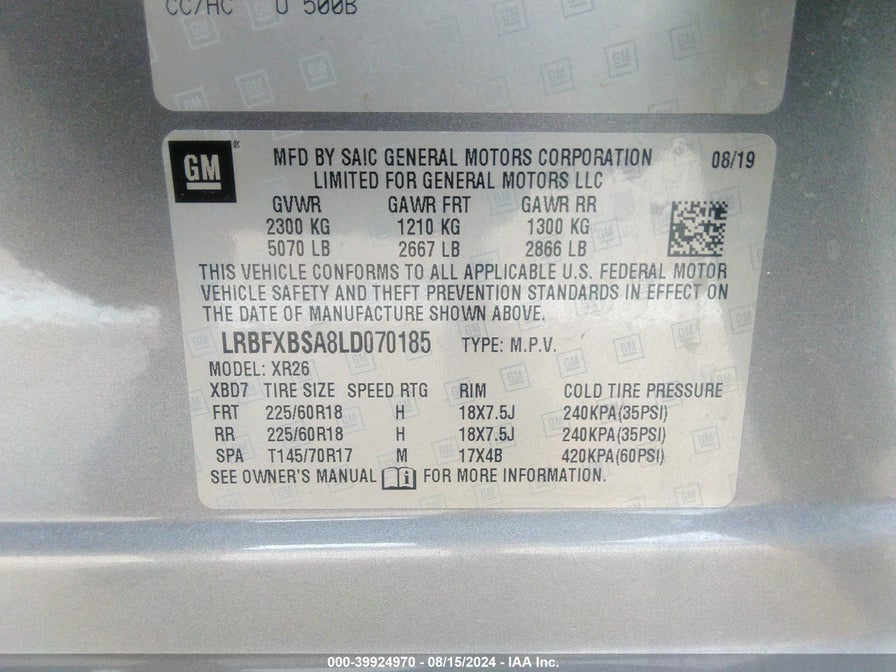 CC/HC U 500B
GM
MFD BY SAIC GENERAL MOTORS CORPORATION 08/19
LIMITED FOR GENERAL MOTORS LLC
GVWR GAWR FRT GAWR RR
2300 KG 1210 KG 1300 KG
5070 LB 2667 LB 2866 LB
THIS VEHICLE CONFORMS TO ALL APPLICABLE U.S. FEDERAL MOTOR
VEHICLE SAFETY AND THEFT PREVENTION STANDARDS IN EFFECT ON
THE DATE OF MANUFACTURE SHOWN ABOVE.
LRBFXBSA8LD070185 TYPE: M.P.V.
MODEL: XR26
XBD7 TIRE SIZE SPEED RTG RIM COLD TIRE PRESSURE
FRT 225/60R18 H 18X7.5J 240KPA(35PSI)
RR 225/60R18 H 18X7.5J 240KPA(35PSI)
SPA T145/70R17 M 17X4B 420KPA(60PSI)
SEE OWNER'S MANUAL FOR MORE INFORMATION.
000-39924970 - 08/15/2024 - IAA Inc.